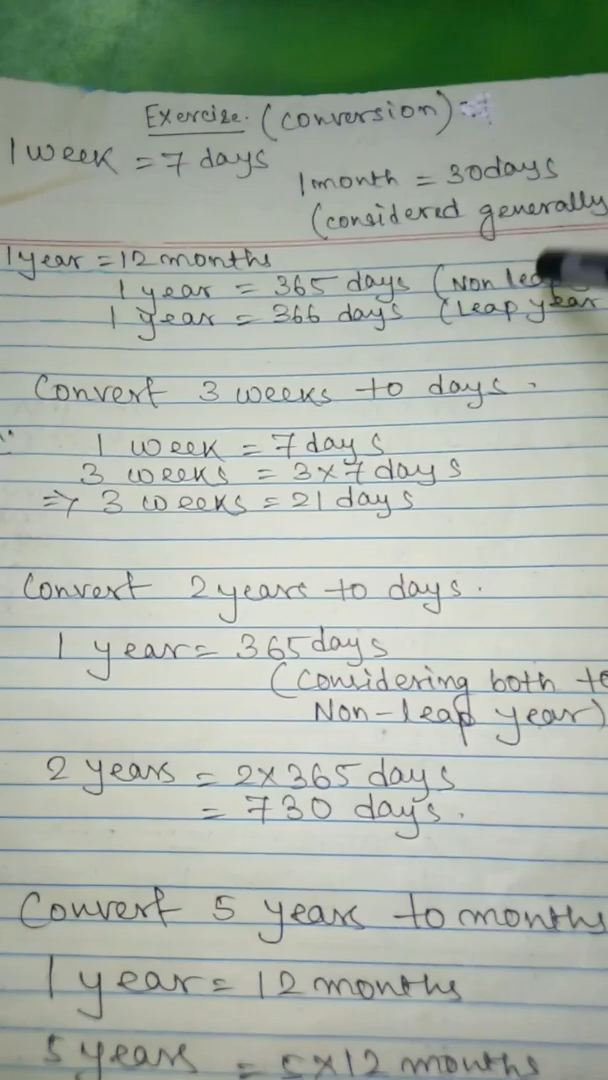 Exercise. (conversion):-
1 week = 7 days
1 month = 30 days
(considered generally
1 year = 12 months
1 year = 365 days (Non leap
1 year = 366 days (Leap year
Convert 3 weeks to days.
∵ 1 week = 7 days
3 weeks = 3×7 days
=> 3 weeks = 21 days
Convert 2 years to days.
1 year = 365 days
(Considering both to
Non-leap year)
2 years = 2×365 days
= 730 days.
Convert 5 years to months
1 year = 12 months
5 years = 5×12 months